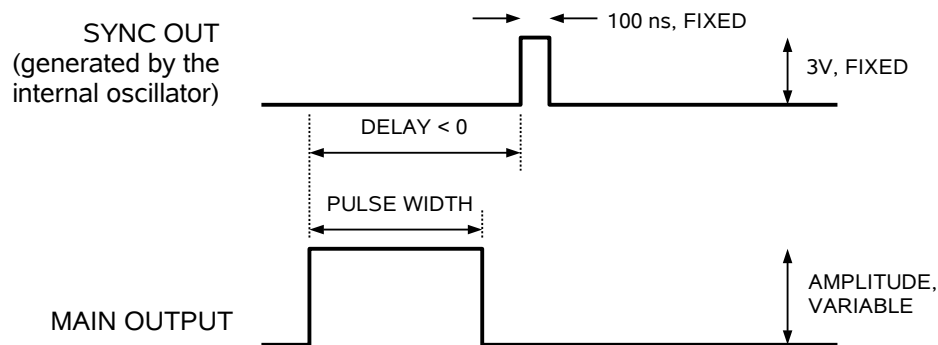 SYNC OUT
(generated by the
internal oscillator)
100 ns, FIXED
3V, FIXED
DELAY < 0
PULSE WIDTH
AMPLITUDE,
VARIABLE
MAIN OUTPUT